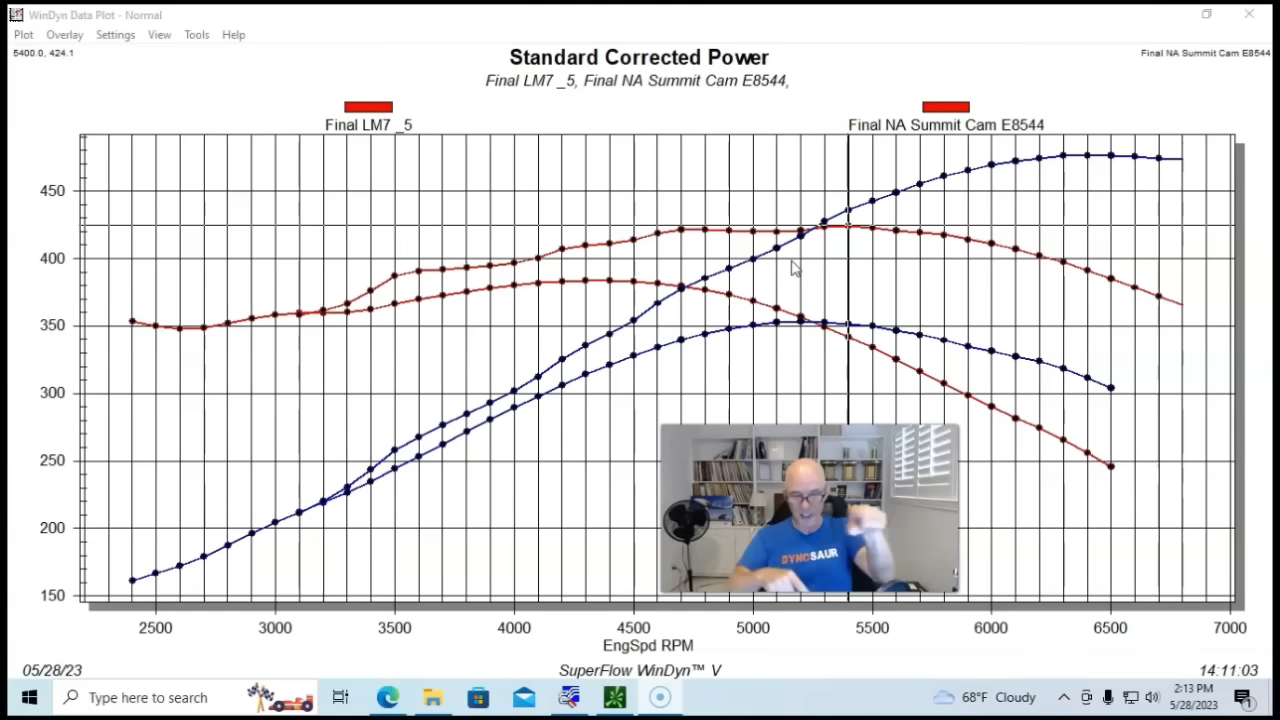 WinDyn Data Plot - Normal
Plot Overlay Settings View Tools Help
5400.0, 424.1
Final NA Summit Cam E8544
Standard Corrected Power
Final LM7 _5, Final NA Summit Cam E8544,
Final LM7 _5
Final NA Summit Cam E8544
450
400
350
300
250
200
150
DYNOSAUR
2500 3000 3500 4000 4500 5000 5500 6000 6500 7000
EngSpd RPM
05/28/23
SuperFlow WinDyn™ V
14:11:03
Type here to search
68°F Cloudy
2:13 PM
5/28/2023
1